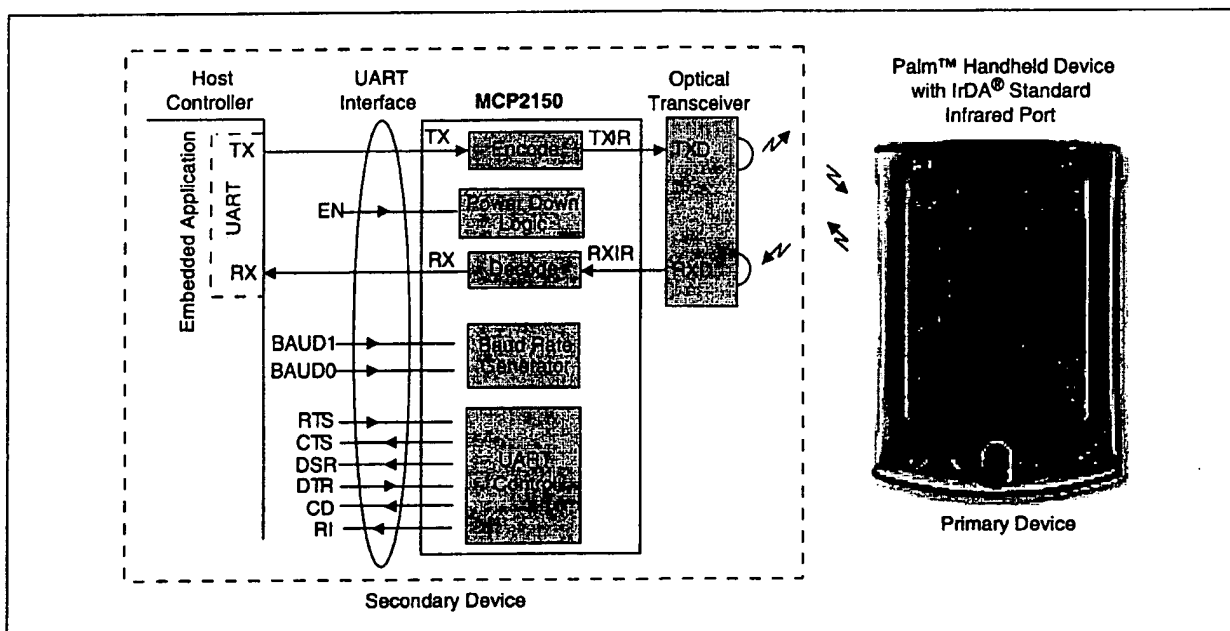 Host
Controller
UART
Interface
MCP2150
Optical
Transceiver
Palm™ Handheld Device
with IrDA® Standard
Infrared Port
Embedded Application
UART
TX
TX
Encode
TXIR
TXD
EN
Power Down
Logic
RX
RX
Decode
RXIR
RXD
BAUD1
BAUD0
Baud Rate
Generator
RTS
CTS
DSR
DTR
CD
RI
UART
Control
Secondary Device
Primary Device